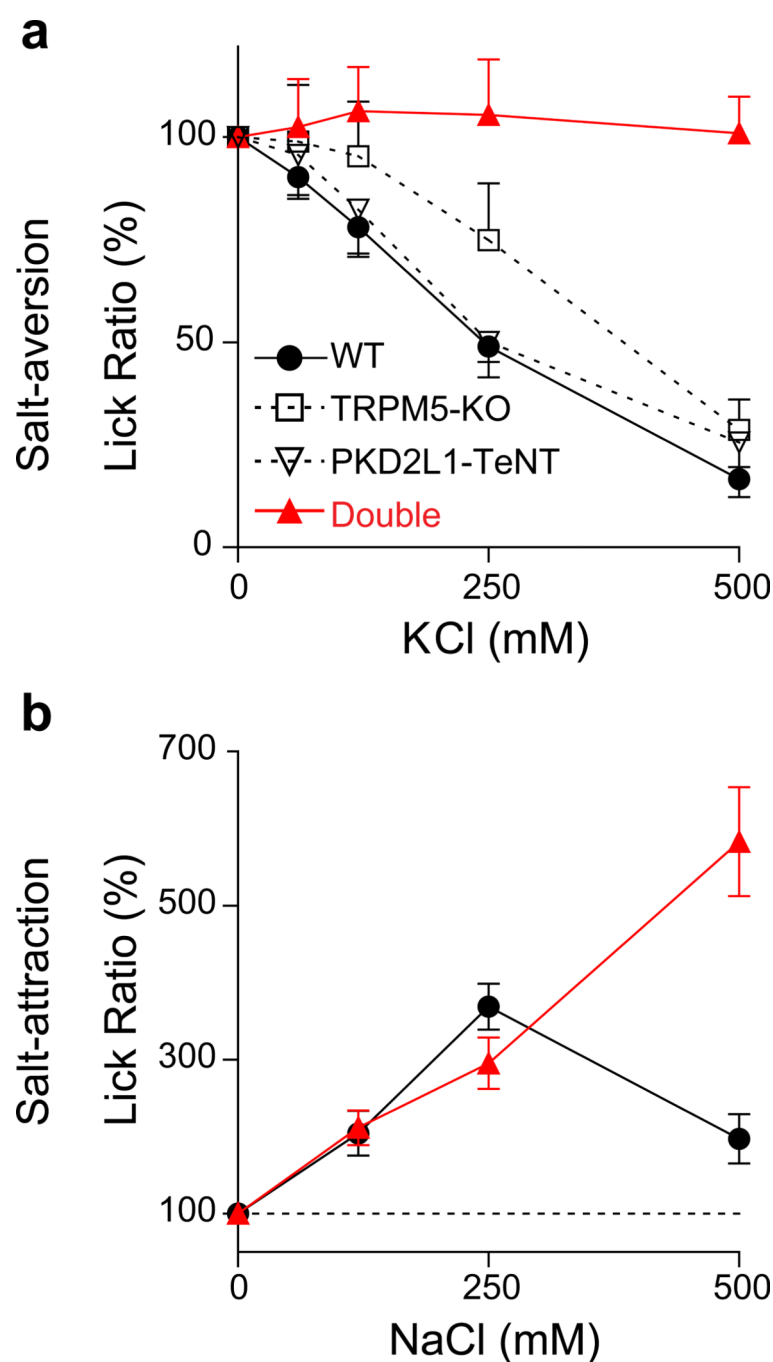 a
Salt-aversion
Lick Ratio (%)
100
50
0
WT
TRPM5-KO
PKD2L1-TeNT
Double
0
250
500
KCl (mM)
b
Salt-attraction
Lick Ratio (%)
700
500
300
100
0
250
500
NaCl (mM)